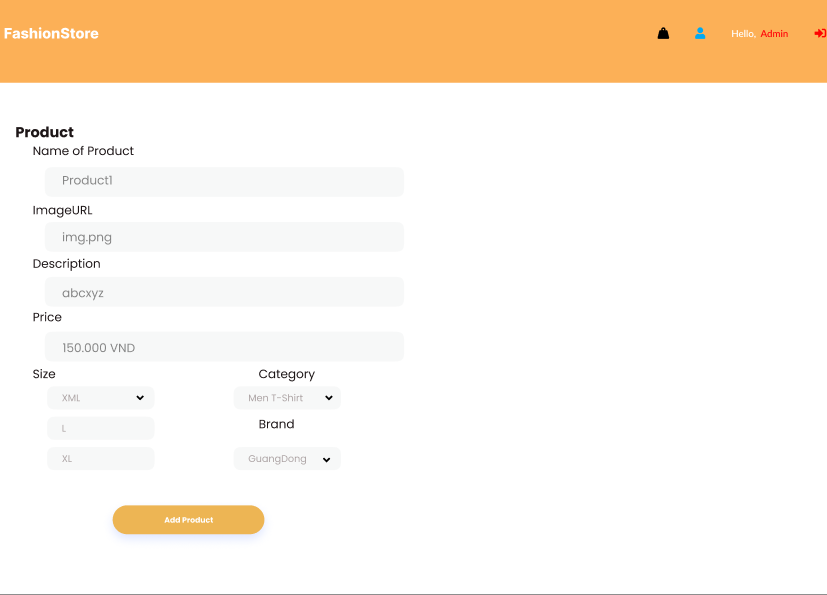 FashionStore
Hello, Admin
Product
Name of Product
Product1
ImageURL
img.png
Description
abcxyz
Price
150.000 VND
Size
Category
XML
Men T-Shirt
L
Brand
XL
GuangDong
Add Product